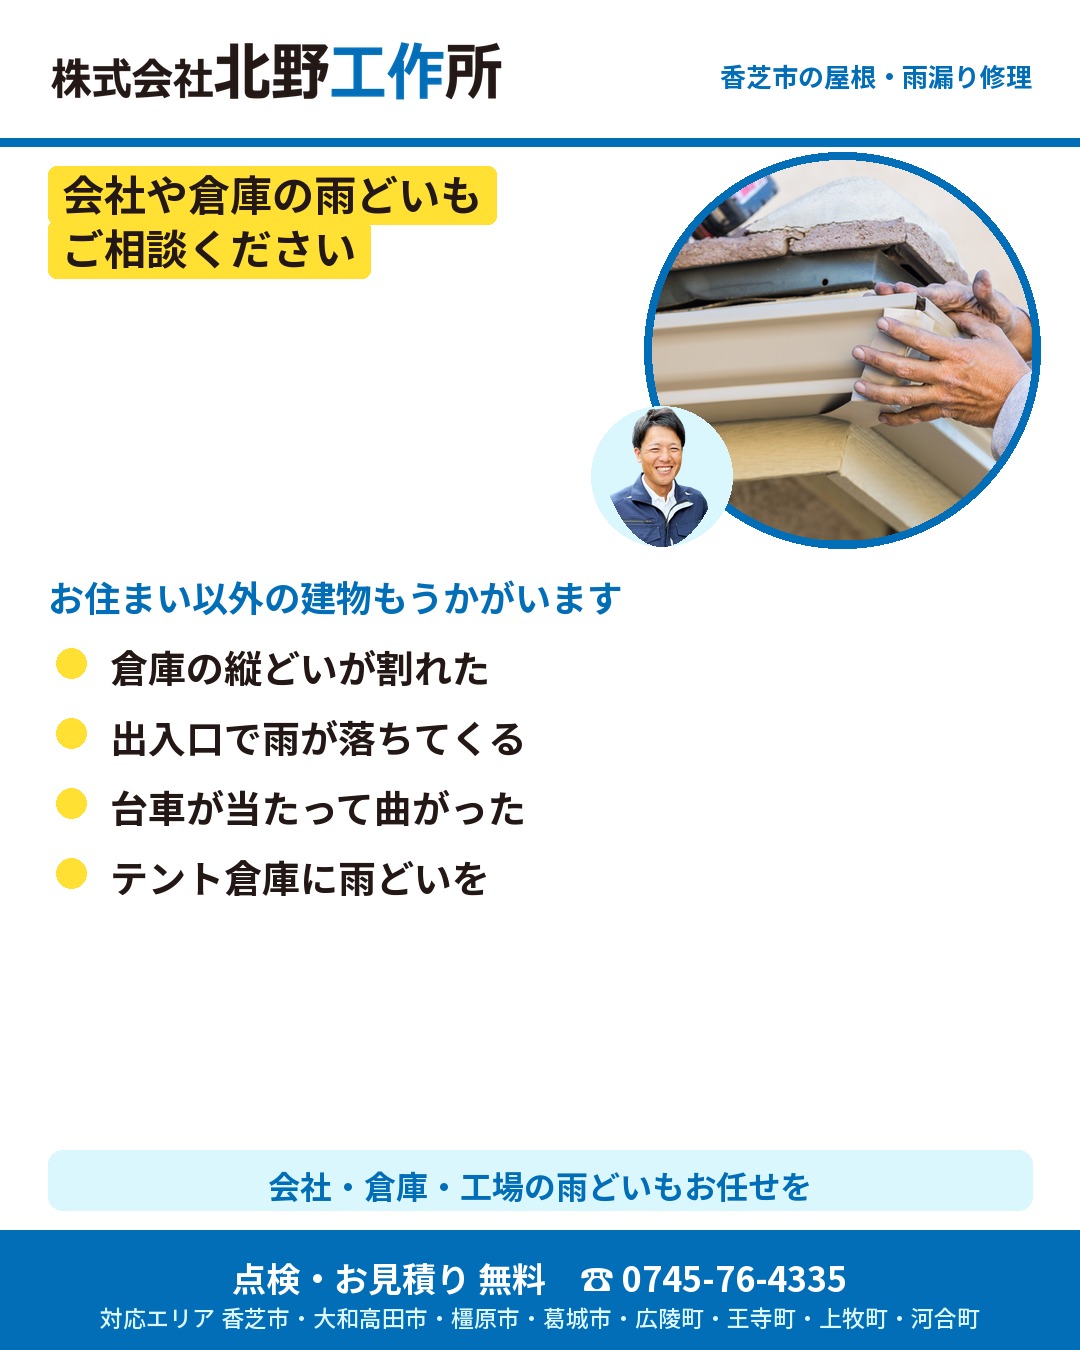 株式会社北野工作所
香芝市の屋根・雨漏り修理
会社や倉庫の雨どいも
ご相談ください
お住まい以外の建物もうかがいます
倉庫の縦どいが割れた
出入口で雨が落ちてくる
台車が当たって曲がった
テント倉庫に雨どいを
会社・倉庫・工場の雨どいもお任せを
点検・お見積り 無料　☎ 0745-76-4335
対応エリア 香芝市・大和高田市・橿原市・葛城市・広陵町・王寺町・上牧町・河合町